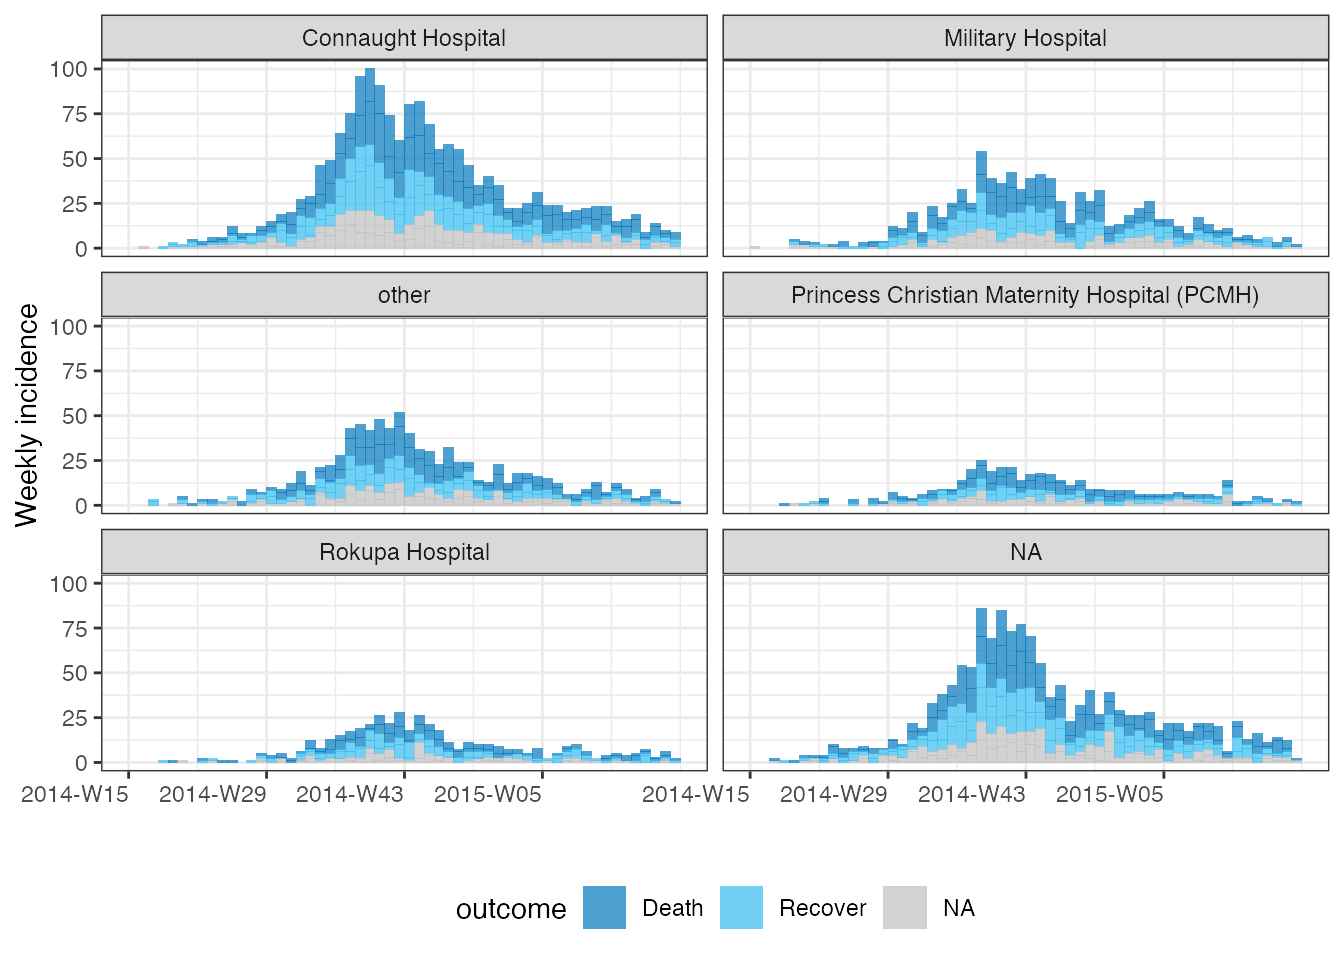 Connaught Hospital
Military Hospital
100
75
50
25
0
other
Princess Christian Maternity Hospital (PCMH)
100
75
50
25
0
Weekly incidence
Rokupa Hospital
NA
100
75
50
25
0
2014-W15 2014-W29 2014-W43 2015-W05
2014-W15 2014-W29 2014-W43 2015-W05
outcome Death Recover NA